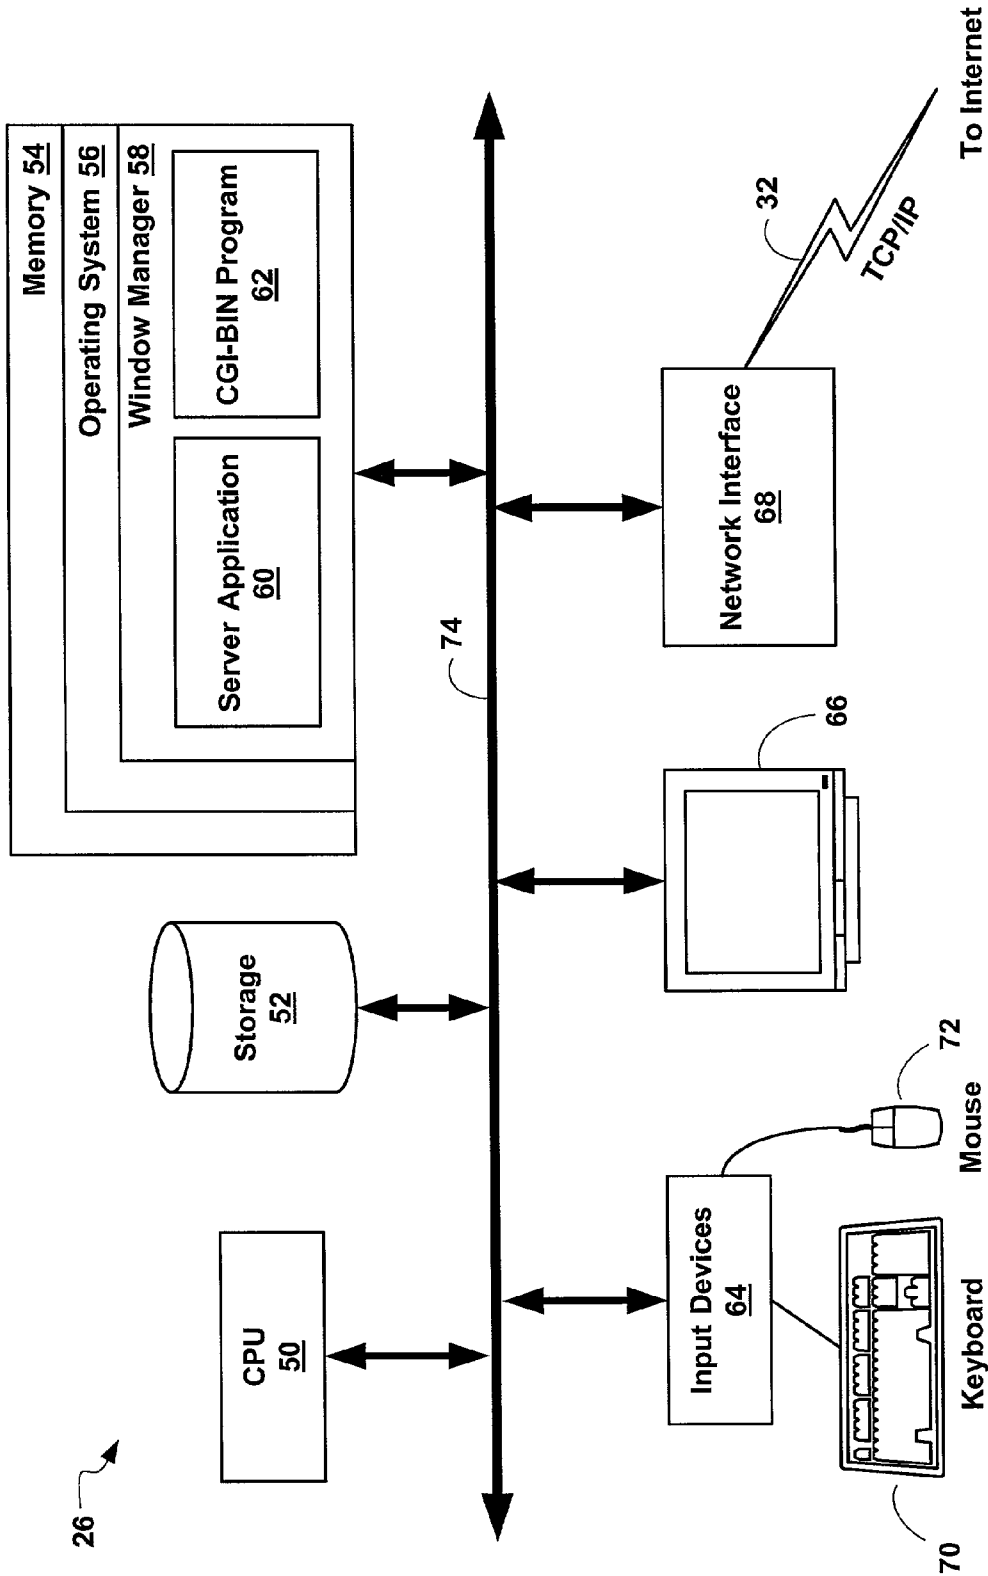 26
CPU
50
Storage
52
Memory 54
Operating System 56
Window Manager 58
Server Application
60
CGI-BIN Program
62
74
Input Devices
64
70
Keyboard
Mouse
72
66
Network Interface
68
32
TCP/IP
To Internet